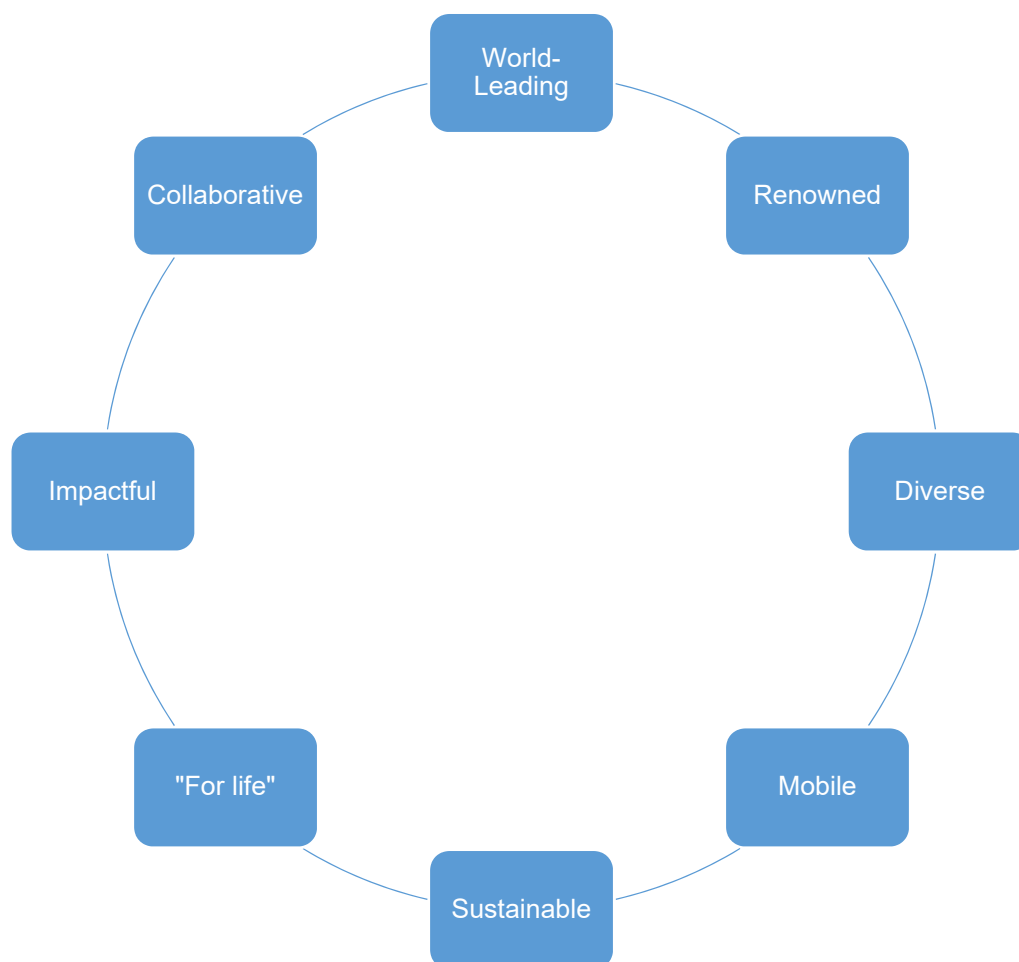 World-
Leading
Renowned
Diverse
Mobile
Sustainable
"For life"
Impactful
Collaborative